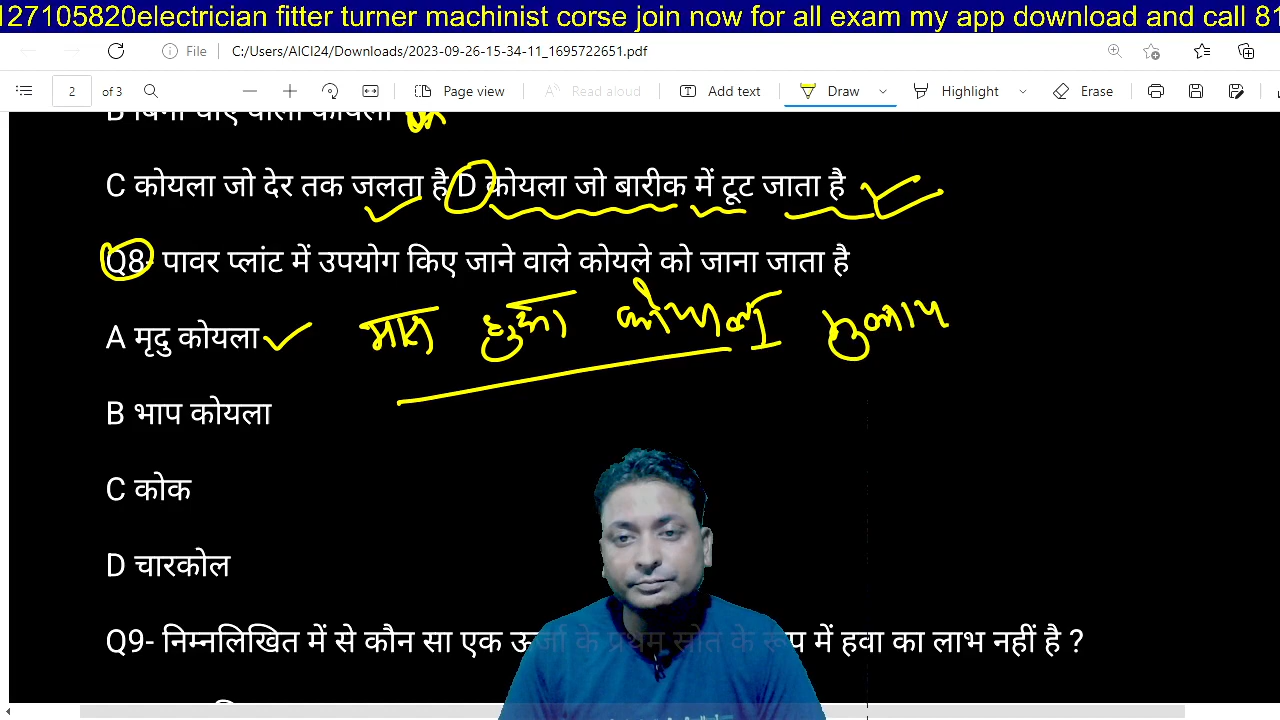 127105820electrician fitter turner machinist corse join now for all exam my app download and call 81
File C:/Users/AICI24/Downloads/2023-09-26-15-34-11_1695722651.pdf
2 of 3 Page view Read aloud Add text Draw Highlight Erase
C कोयला जो देर तक जलता है D कोयला जो बारीक में टूट जाता है
Q8- पावर प्लांट में उपयोग किए जाने वाले कोयले को जाना जाता है
A मृदु कोयला
B भाप कोयला
C कोक
D चारकोल
Q9- निम्नलिखित में से कौन सा एक ऊर्जा के प्रथम स्रोत के रूप में हवा का लाभ नहीं है ?